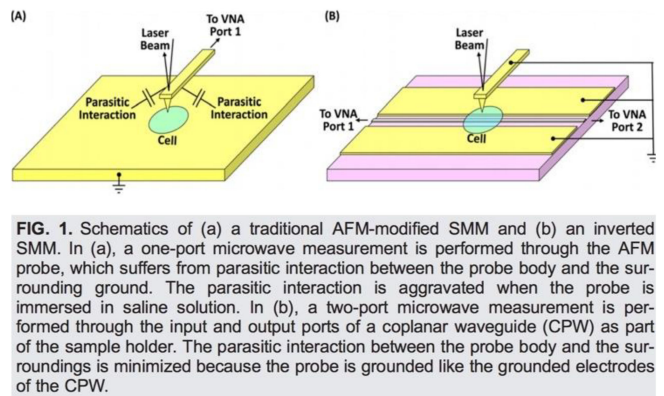 (A)
Laser
Beam
To VNA
Port 1
Parasitic
Interaction
Parasitic
Interaction
Cell
(B)
Laser
Beam
To VNA
Port 1
To VNA
Port 2
Cell
FIG. 1. Schematics of (a) a traditional AFM-modified SMM and (b) an inverted
SMM. In (a), a one-port microwave measurement is performed through the AFM
probe, which suffers from parasitic interaction between the probe body and the sur-
rounding ground. The parasitic interaction is aggravated when the probe is
immersed in saline solution. In (b), a two-port microwave measurement is per-
formed through the input and output ports of a coplanar waveguide (CPW) as part
of the sample holder. The parasitic interaction between the probe body and the sur-
roundings is minimized because the probe is grounded like the grounded electrodes
of the CPW.